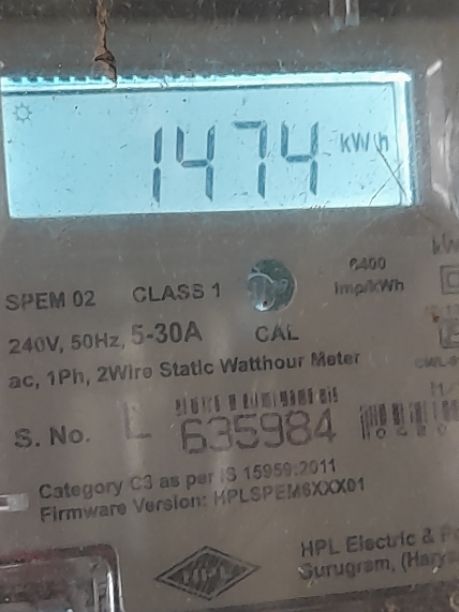 1474 kWh
6400
SPEM 02 CLASS 1 Imp/kWh
240V, 50Hz, 5-30A CAL
ac, 1Ph, 2Wire Static Watthour Meter
S. No. L 635984
Category C3 as per IS 15959:2011
Firmware Version: HPLSPEM6XXX01
HPL
HPL Electric &
Gurugram,